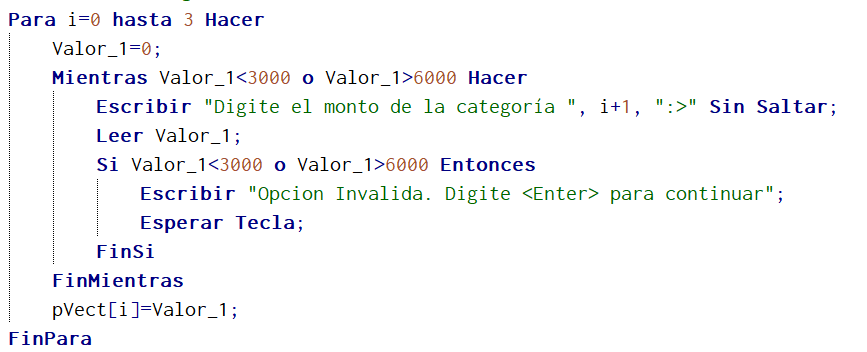 Para i=0 hasta 3 Hacer
Valor_1=0;
Mientras Valor_1<3000 o Valor_1>6000 Hacer
Escribir "Digite el monto de la categoría ", i+1, ":>" Sin Saltar;
Leer Valor_1;
Si Valor_1<3000 o Valor_1>6000 Entonces
Escribir "Opcion Invalida. Digite <Enter> para continuar";
Esperar Tecla;
FinSi
FinMientras
pVect[i]=Valor_1;
FinPara